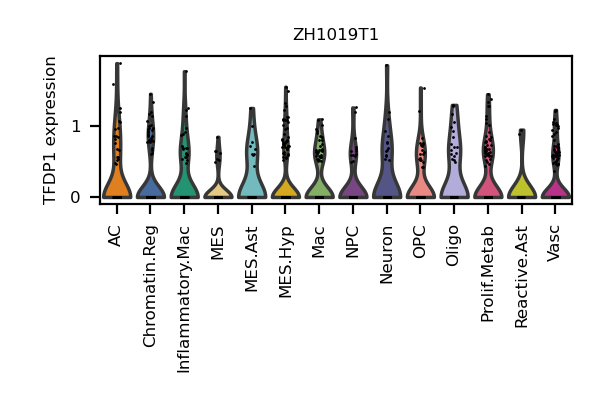 ZH1019T1
TFDP1 expression
1
0
AC
Chromatin.Reg
Inflammatory.Mac
MES
MES.Ast
MES.Hyp
Mac
NPC
Neuron
OPC
Oligo
Prolif.Metab
Reactive.Ast
Vasc